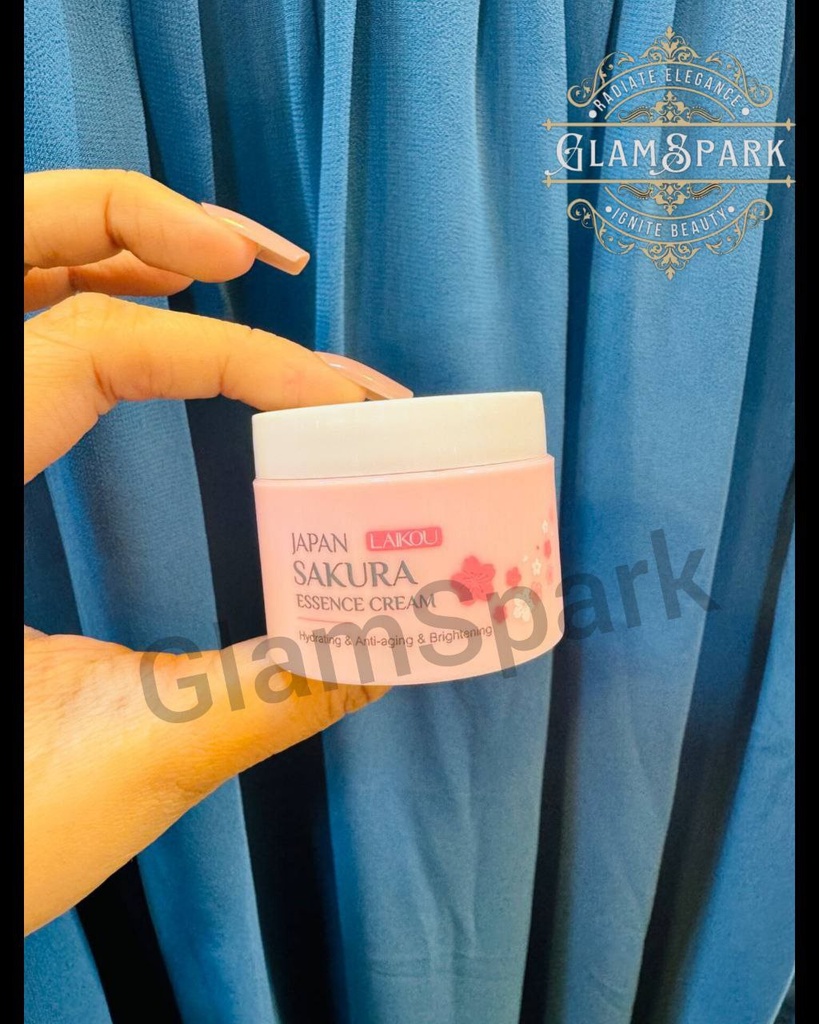 RADIATE ELEGANCE
GLAMSPARK
IGNITE BEAUTY
JAPAN LAIKOU
SAKURA
ESSENCE CREAM
Hydrating & Anti-aging & Brightening
GlamSpark